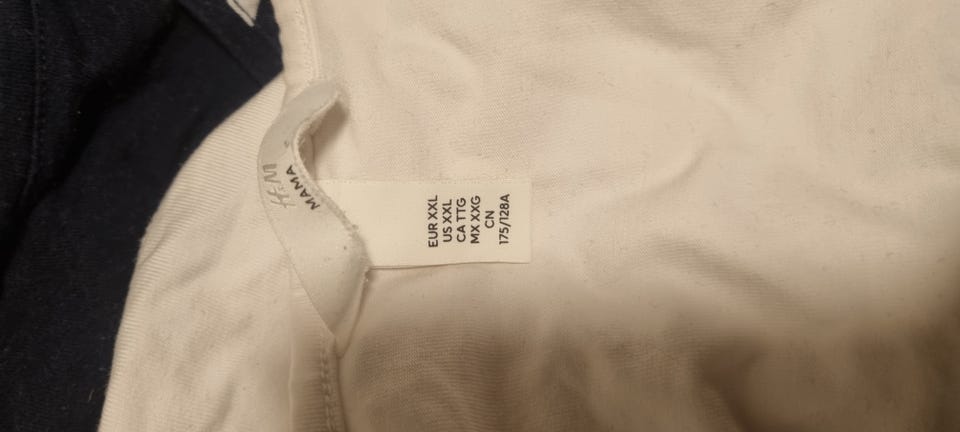 H&M
MAMA
EUR XXL
US XXL
CA TTG
MX XXG
CN
175/128A